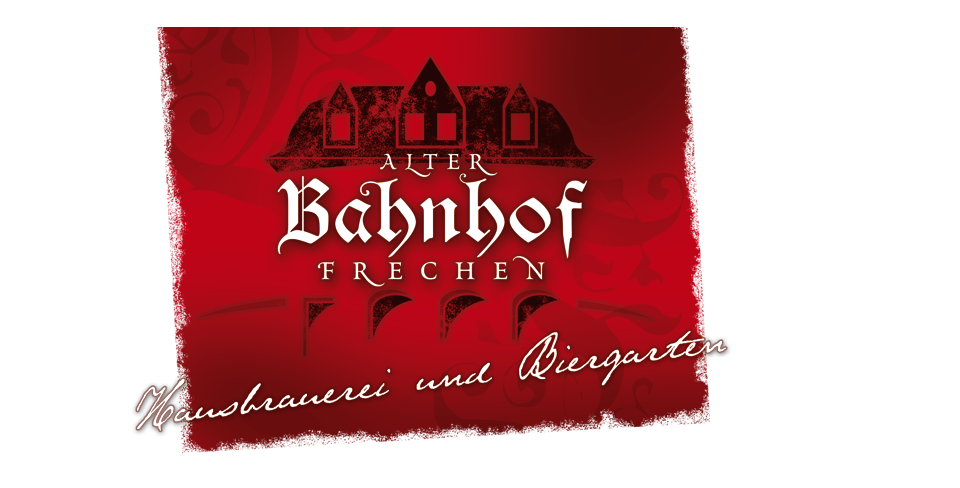 ALTER
Bahnhof
FRECHEN
Hausbrauerei und Biergarten